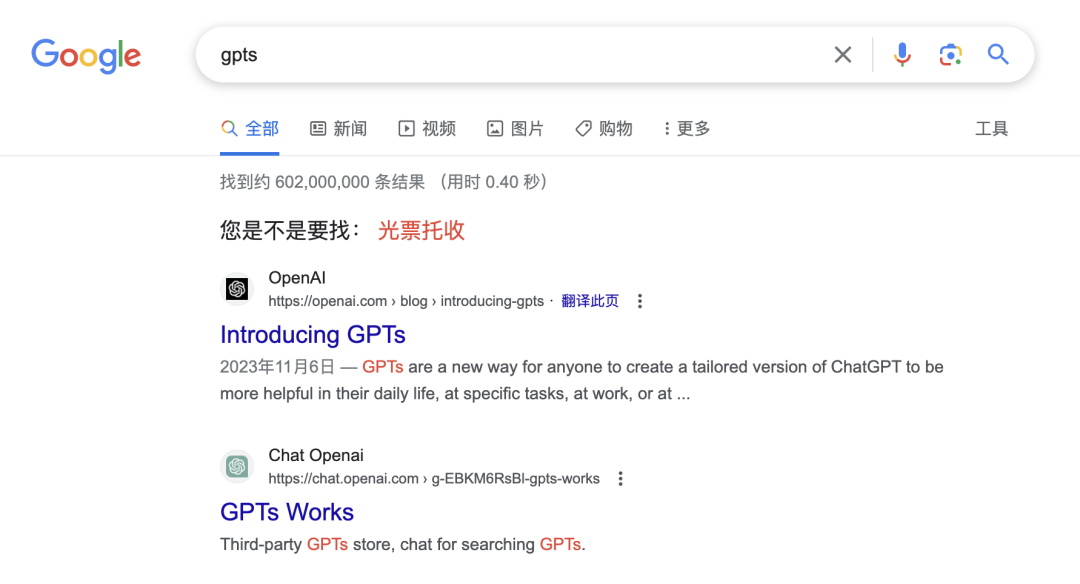 Google
gpts
全部 新闻 视频 图片 购物 更多 工具
找到约 602,000,000 条结果 （用时 0.40 秒）
您是不是要找： 光票托收
OpenAI
https://openai.com › blog › introducing-gpts · 翻译此页
Introducing GPTs
2023年11月6日 — GPTs are a new way for anyone to create a tailored version of ChatGPT to be
more helpful in their daily life, at specific tasks, at work, or at ...
Chat Openai
https://chat.openai.com › g-EBKM6RsBl-gpts-works
GPTs Works
Third-party GPTs store, chat for searching GPTs.